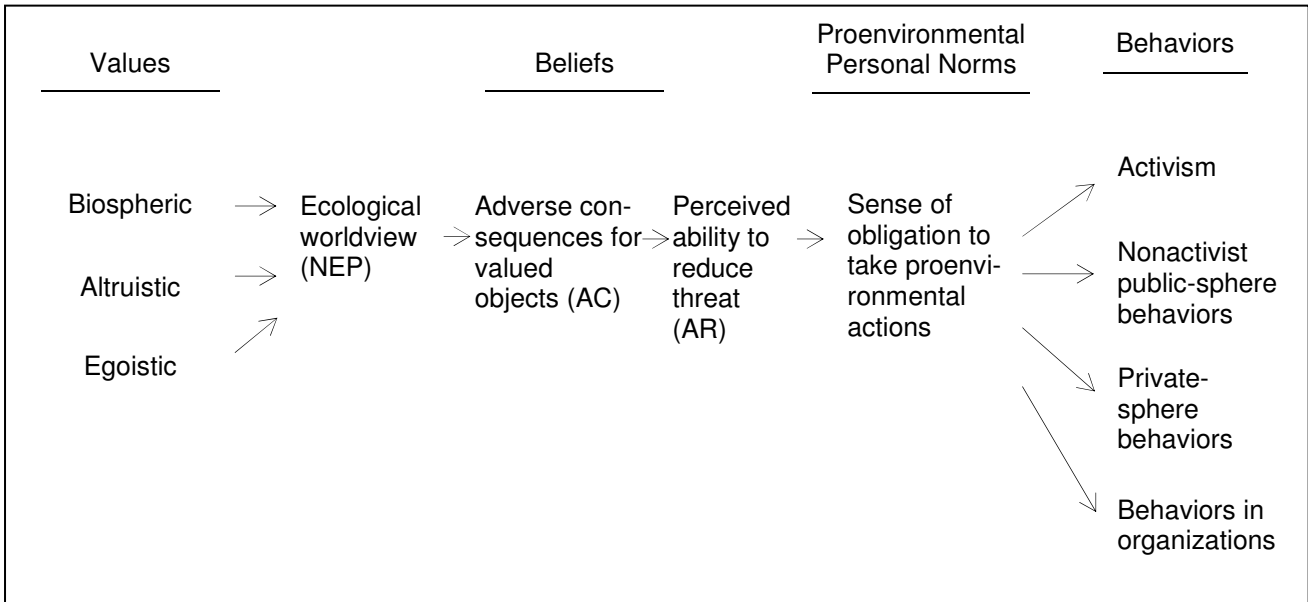 Values
Beliefs
Proenvironmental
Personal Norms
Behaviors
Biospheric
Altruistic
Egoistic
Ecological
worldview
(NEP)
Adverse con-
sequences for
valued
objects (AC)
Perceived
ability to
reduce
threat
(AR)
Sense of
obligation to
take proenvi-
ronmental
actions
Activism
Nonactivist
public-sphere
behaviors
Private-
sphere
behaviors
Behaviors in
organizations